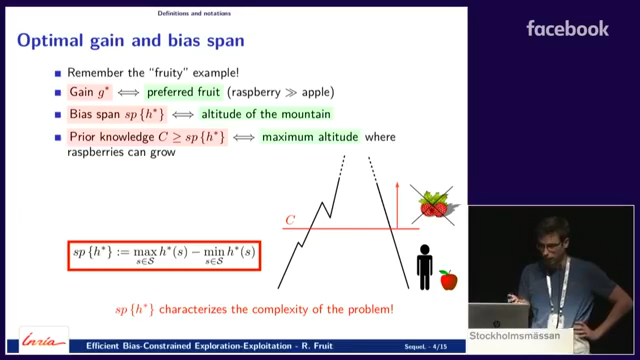 Definitions and notations
facebook
Optimal gain and bias span
Remember the "fruity" example!
Gain g* ⟺ preferred fruit (raspberry ≫ apple)
Bias span sp {h*} ⟺ altitude of the mountain
Prior knowledge C ≥ sp {h*} ⟺ maximum altitude where
raspberries can grow
C
sp {h*} := max h*(s) − min h*(s)
s∈S s∈S
sp {h*} characterizes the complexity of the problem!
Stockholmsmässan
Inria
Efficient Bias-Constrained Exploration-Exploitation - R. Fruit
SequeL - 4/15